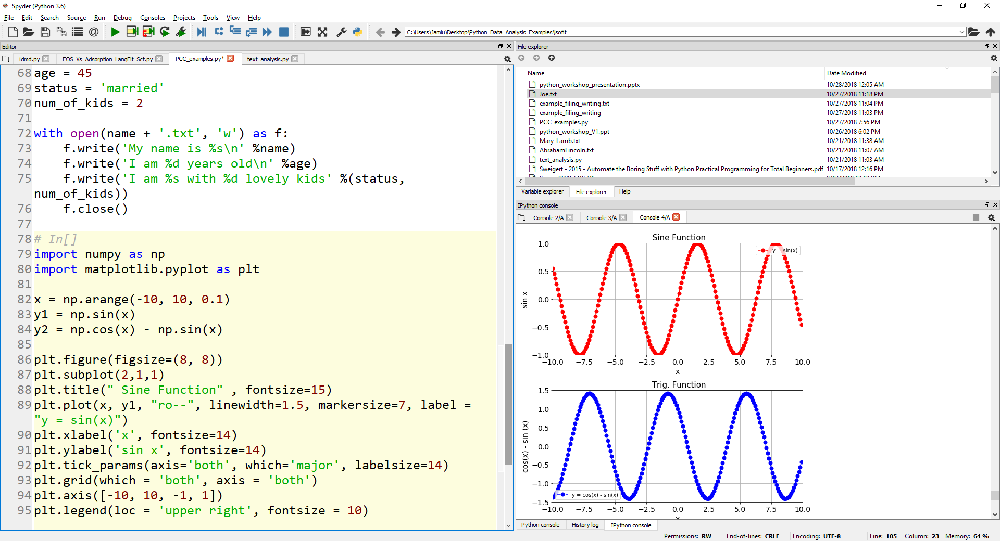 Spyder (Python 3.6)
File Edit Search Source Run Debug Consoles Projects Tools View Help
C:\Users\Jamiu\Desktop\Python_Data_Analysis_Examples\isofit
Editor
1dmd.py EOS_Vs_Adsorption_LangFit_Scf.py PCC_examples.py* text_analysis.py
68 age = 45
69 status = 'married'
70 num_of_kids = 2
71
72 with open(name + '.txt', 'w') as f:
73 f.write('My name is %s\n' %name)
74 f.write('I am %d years old\n' %age)
75 f.write('I am %s with %d lovely kids' %(status,
num_of_kids))
76 f.close()
77
78 # In[]
79 import numpy as np
80 import matplotlib.pyplot as plt
81
82 x = np.arange(-10, 10, 0.1)
83 y1 = np.sin(x)
84 y2 = np.cos(x) - np.sin(x)
85
86 plt.figure(figsize=(8, 8))
87 plt.subplot(2,1,1)
88 plt.title(" Sine Function" , fontsize=15)
89 plt.plot(x, y1, "ro--", linewidth=1.5, markersize=7, label =
"y = sin(x)")
90 plt.xlabel('x', fontsize=14)
91 plt.ylabel('sin x', fontsize=14)
92 plt.tick_params(axis='both', which='major', labelsize=14)
93 plt.grid(which = 'both', axis = 'both')
94 plt.axis([-10, 10, -1, 1])
95 plt.legend(loc = 'upper right', fontsize = 10)
File explorer
Name Date Modified
python_workshop_presentation.pptx 10/28/2018 12:05 AM
Joe.txt 10/27/2018 11:18 PM
example_filing_writing.txt 10/27/2018 11:04 PM
example_filing_writing 10/27/2018 11:03 PM
PCC_examples.py 10/27/2018 7:56 PM
python_workshop_V1.ppt 10/26/2018 6:02 PM
Mary_Lamb.txt 10/21/2018 11:38 AM
AbrahamLincoln.txt 10/21/2018 11:07 AM
text_analysis.py 10/21/2018 11:03 AM
Sweigert - 2015 - Automate the Boring Stuff with Python Practical Programming for Total Beginners.pdf 10/17/2018 12:16 PM
Variable explorer File explorer Help
IPython console
Console 2/A Console 3/A Console 4/A
Sine Function
y = sin(x)
1.0
0.5
0.0
−0.5
−1.0
sin x
−10.0 −7.5 −5.0 −2.5 0.0 2.5 5.0 7.5 10.0
x
Trig. Function
1.5
1.0
0.5
0.0
−0.5
−1.0
−1.5
cos(x) - sin (x)
y = cos(x) - sin(x)
−10.0 −7.5 −5.0 −2.5 0.0 2.5 5.0 7.5 10.0
x
Python console History log IPython console
Permissions: RW End-of-lines: CRLF Encoding: UTF-8 Line: 105 Column: 23 Memory: 64 %